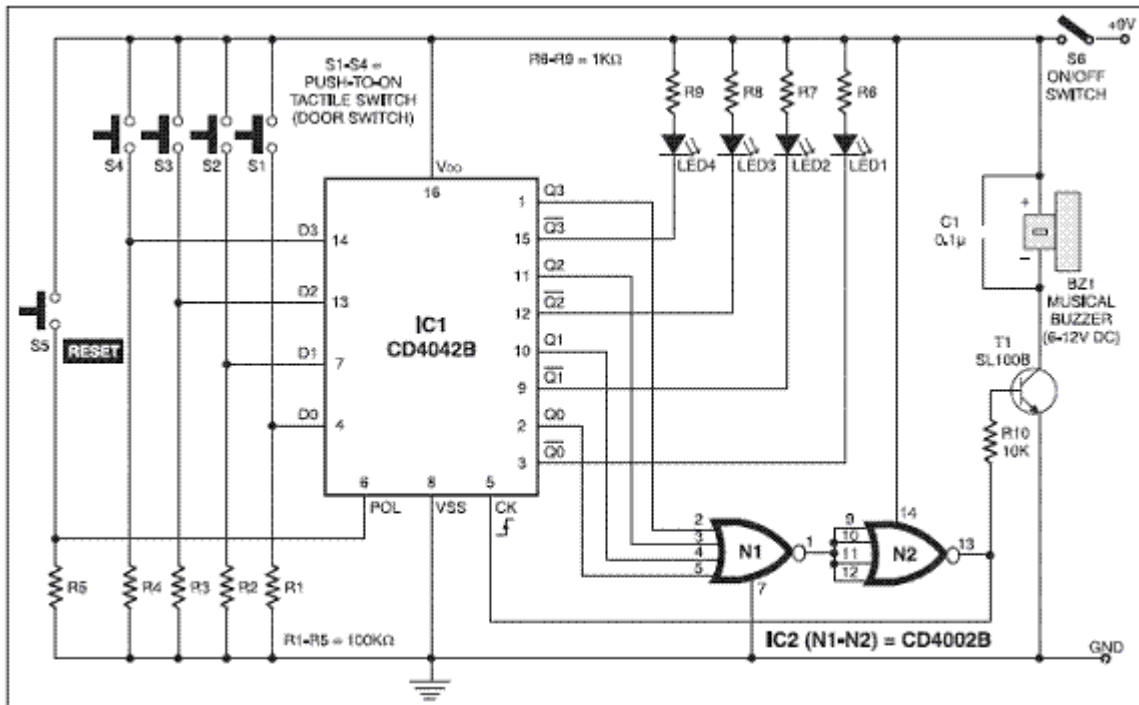 +9V
S6
ON/OFF
SWITCH
S1-S4 =
PUSH-TO-ON
TACTILE SWITCH
(DOOR SWITCH)
R6-R9 = 1KΩ
R9
R8
R7
R6
S4
S3
S2
S1
LED4
LED3
LED2
LED1
VDD
16
D3
14
D2
13
D1
7
D0
4
IC1
CD4042B
1
Q3
15
Q3
11
Q2
12
Q2
10
Q1
9
Q1
2
Q0
3
Q0
6
8
5
POL
VSS
CK
C1
0.1µ
+
−
BZ1
MUSICAL
BUZZER
(6-12V DC)
T1
SL100B
R10
10K
S5
RESET
2
3
4
5
N1
1
7
9
10
11
12
N2
14
13
R5
R4
R3
R2
R1
R1-R5 = 100KΩ
IC2 (N1-N2) = CD4002B
GND